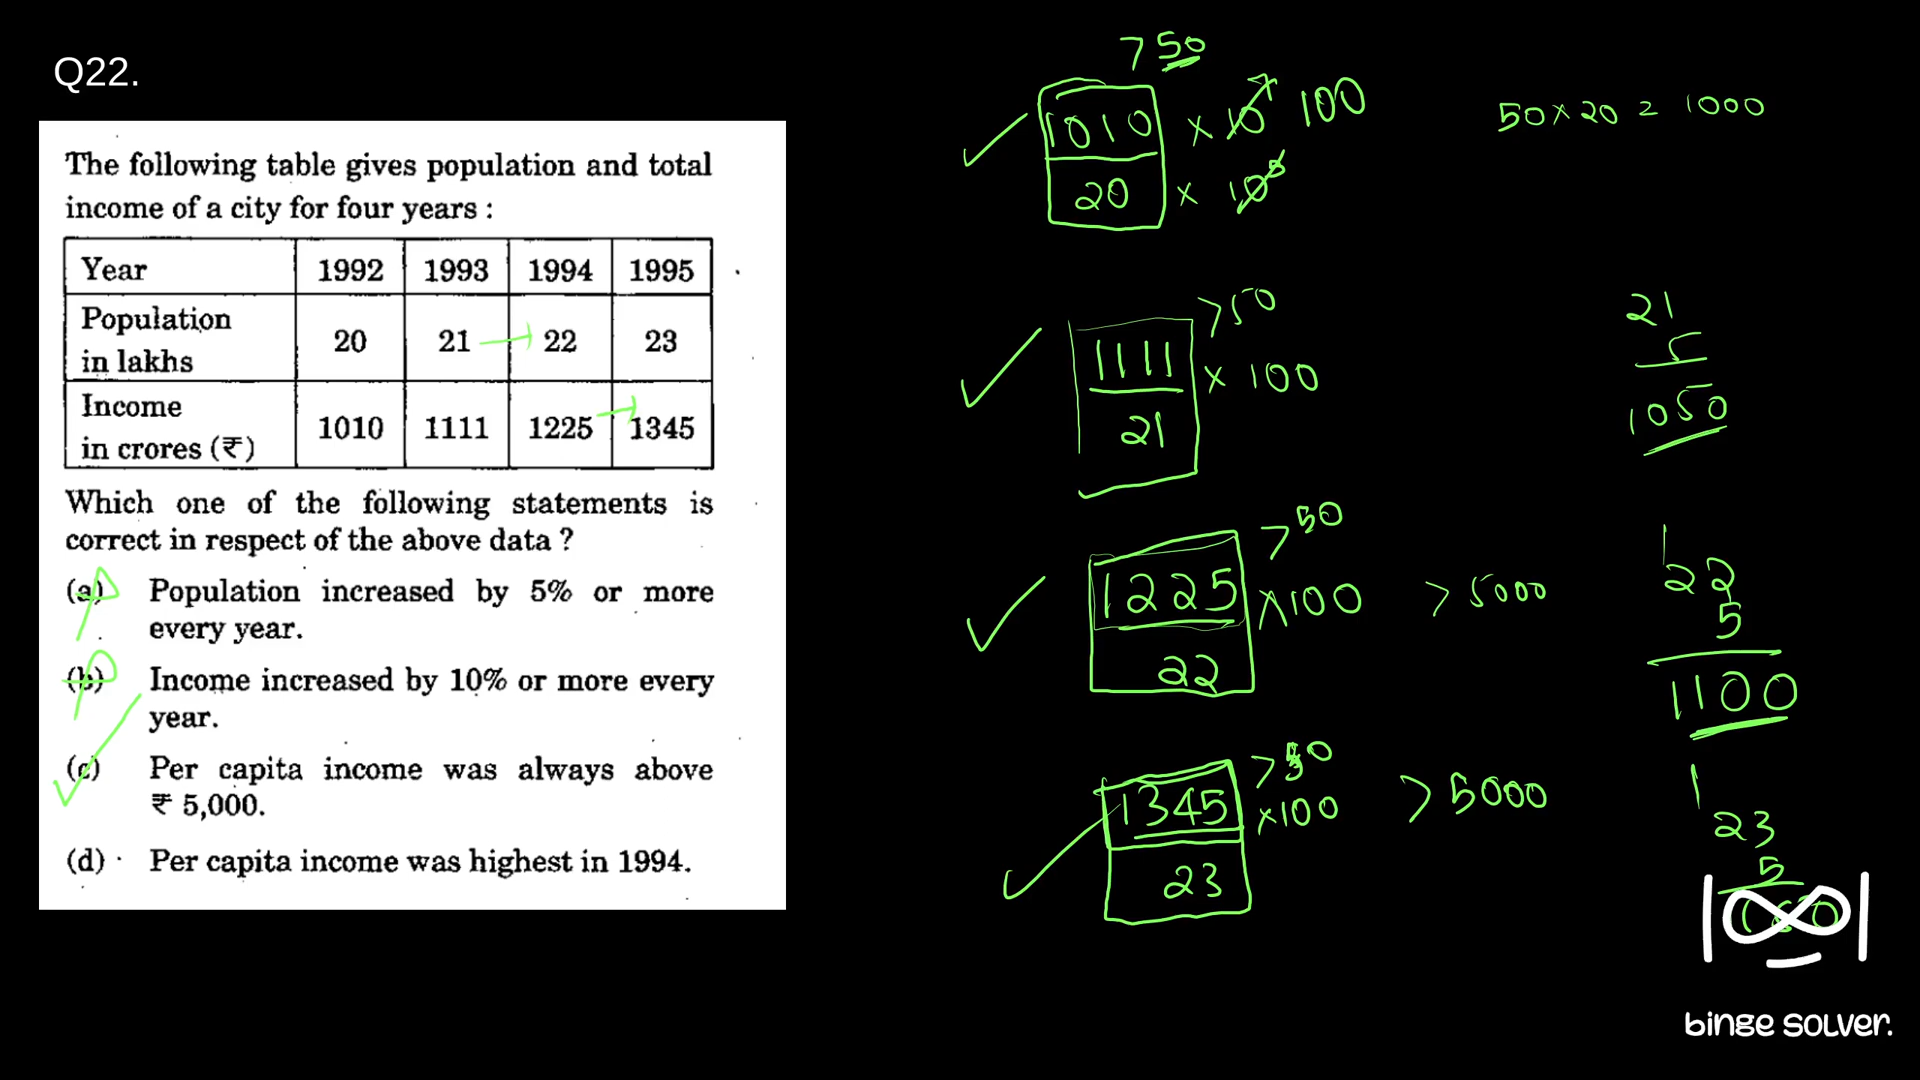 Q22.
The following table gives population and total
income of a city for four years :
Year 1992 1993 1994 1995
Population in lakhs 20 21 22 23
Income in crores (₹) 1010 1111 1225 1345
Which one of the following statements is
correct in respect of the above data ?
(a) Population increased by 5% or more
every year.
(b) Income increased by 10% or more every
year.
(c) Per capita income was always above
₹ 5,000.
(d) Per capita income was highest in 1994.
> 50
1010 × 10⁷ 100
20 × 10⁵
50 × 20 = 1000
> 50
1111 × 100
21
21
5
1050
> 50
1225 × 100 > 5000
22
22
5
1100
> 50
1345 × 100 > 5000
23
23
5
binge solver.